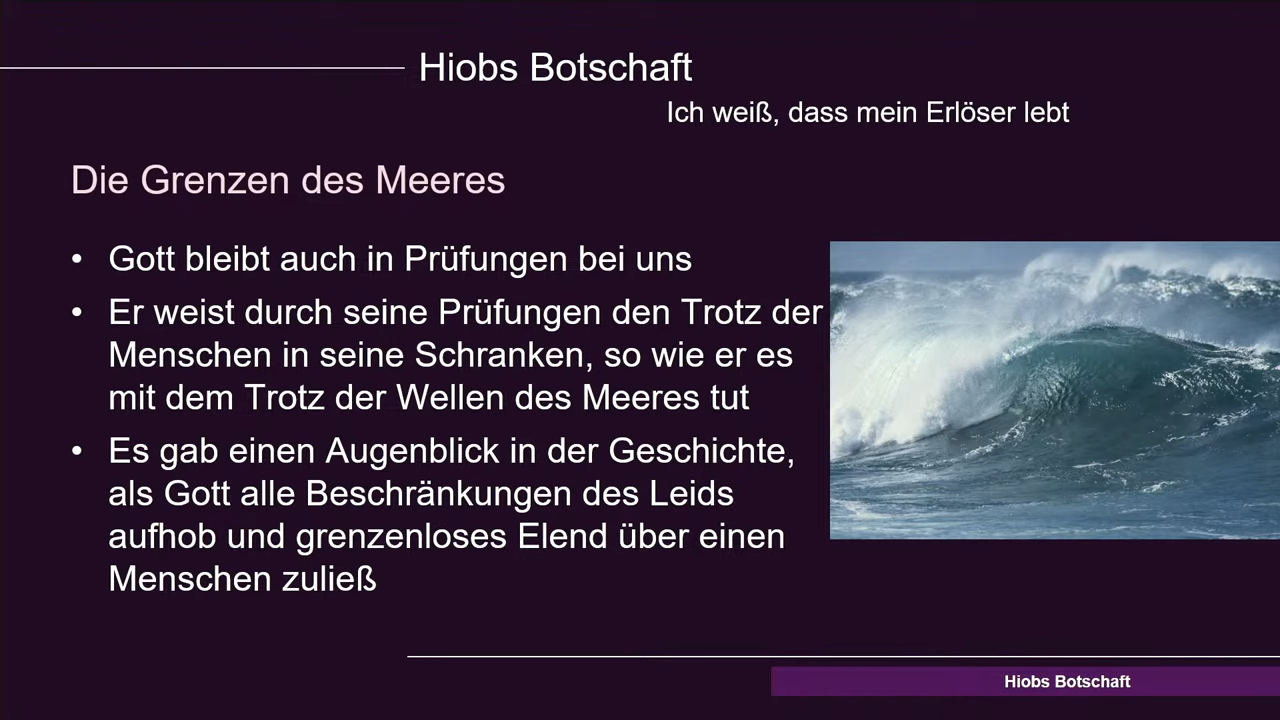 Hiobs Botschaft
Ich weiß, dass mein Erlöser lebt
Die Grenzen des Meeres
• Gott bleibt auch in Prüfungen bei uns
• Er weist durch seine Prüfungen den Trotz der
Menschen in seine Schranken, so wie er es
mit dem Trotz der Wellen des Meeres tut
• Es gab einen Augenblick in der Geschichte,
als Gott alle Beschränkungen des Leids
aufhob und grenzenloses Elend über einen
Menschen zuließ
Hiobs Botschaft